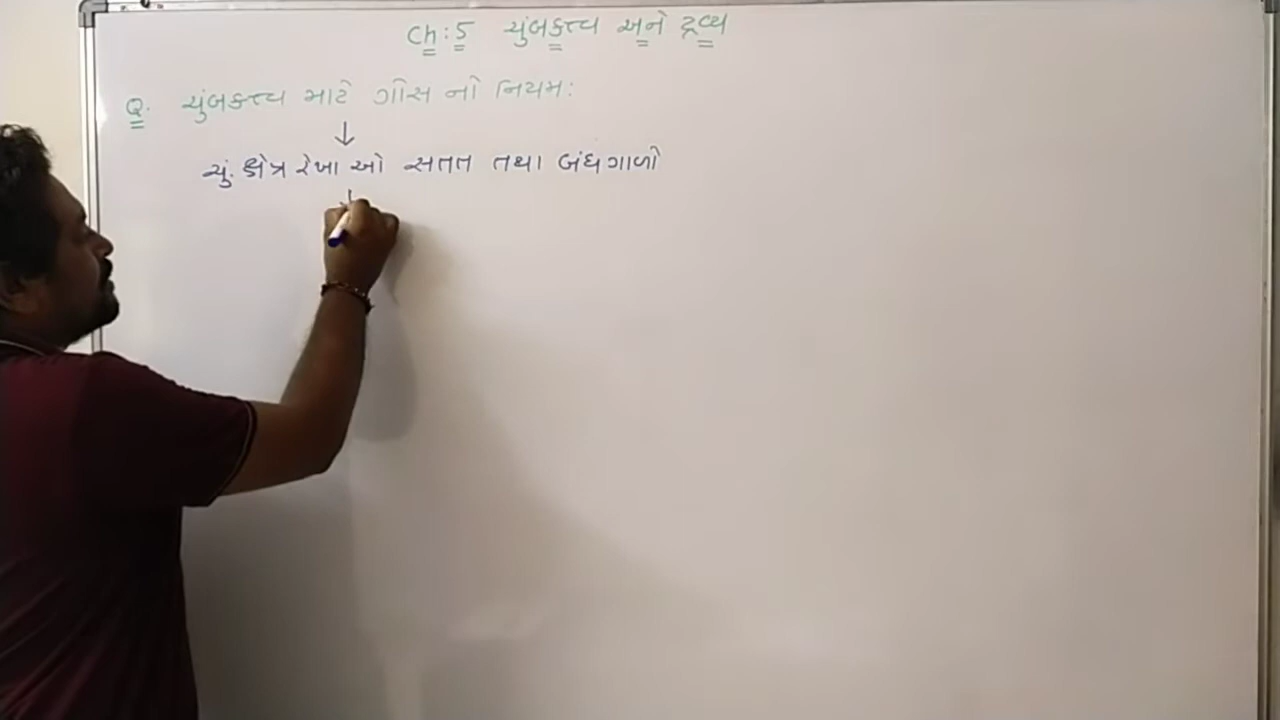 Ch: 5 ચુંબકત્વ અને દ્રવ્ય
Q. ચુંબકત્વ માટે ગૉસ નો નિયમ:
↓
ચું. ક્ષેત્ર રેખા ઓ સતત તથા બંધગાળો